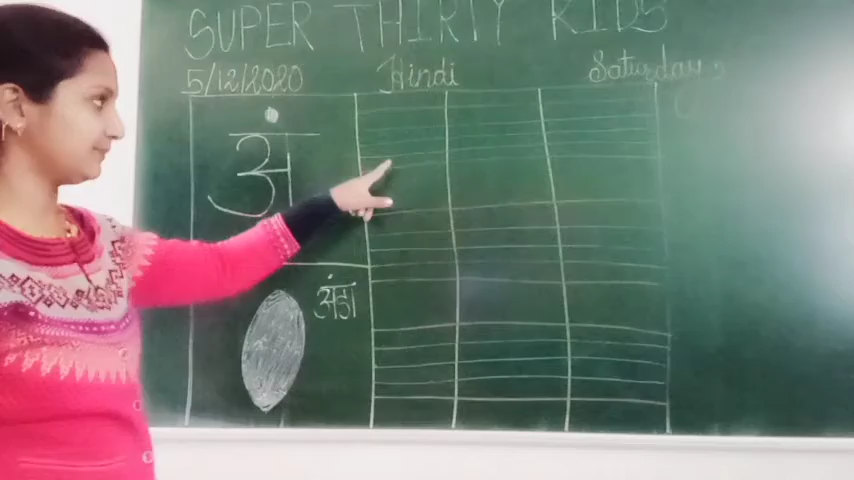 SUPER THIRTY KIDS
5/12/2020 Hindi Saturday
अं
अंडा